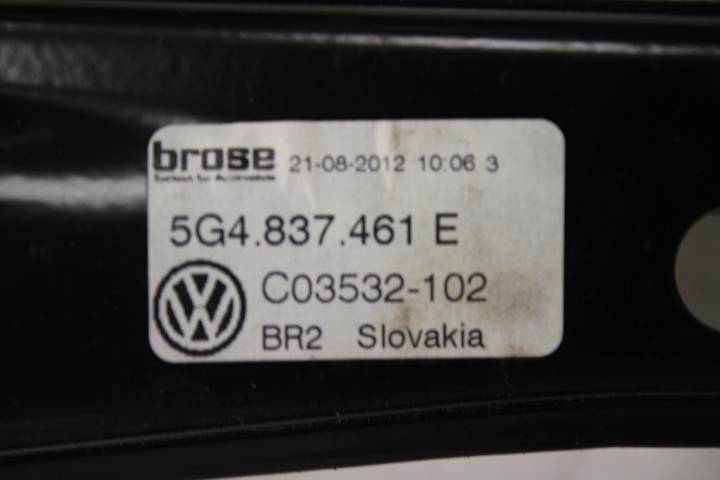 brose 21-08-2012 10:06 3
5G4.837.461 E
C03532-102
BR2 Slovakia